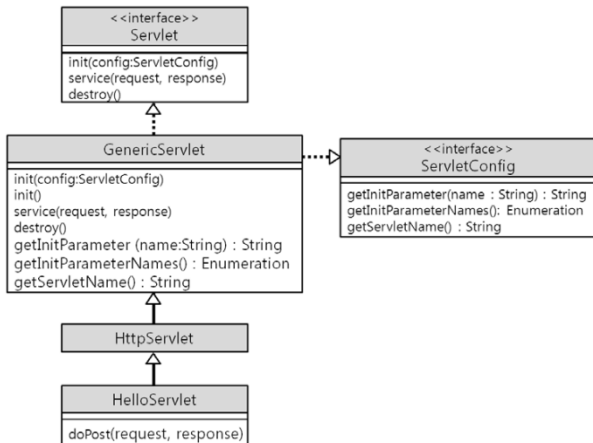 <<interface>>
Servlet
init(config:ServletConfig)
service(request, response)
destroy()
GenericServlet
init(config:ServletConfig)
init()
service(request, response)
destroy()
getInitParameter (name:String) : String
getInitParameterNames() : Enumeration
getServletName() : String
<<interface>>
ServletConfig
getInitParameter(name : String) : String
getInitParameterNames(): Enumeration
getServletName() : String
HttpServlet
HelloServlet
doPost(request, response)